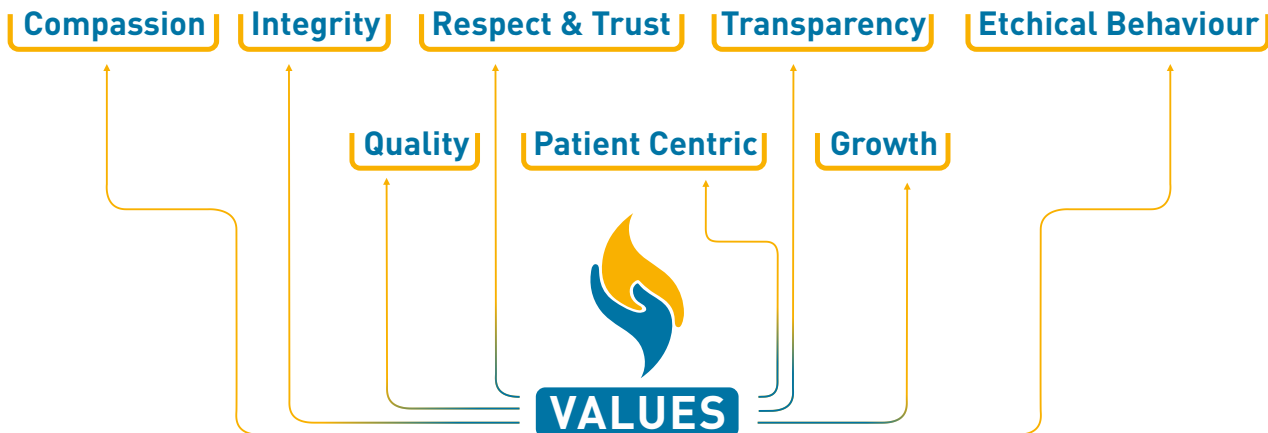 Compassion Integrity Respect & Trust Transparency Etchical Behaviour
Quality Patient Centric Growth
VALUES